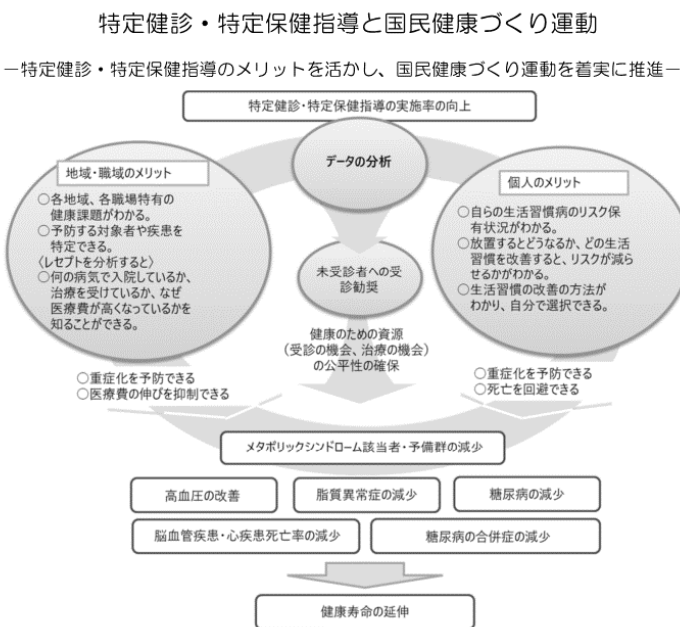 特定健診・特定保健指導と国民健康づくり運動
－特定健診・特定保健指導のメリットを活かし、国民健康づくり運動を着実に推進－
特定健診・特定保健指導の実施率の向上
データの分析
地域・職域のメリット
○各地域、各職場特有の
健康課題がわかる。
○予防する対象者や疾患を
特定できる。
〈レセプトを分析すると〉
○何の病気で入院しているか、
治療を受けているか、なぜ
医療費が高くなっているかを
知ることができる。
個人のメリット
○自らの生活習慣病のリスク保
有状況がわかる。
○放置するとどうなるか、どの生活
習慣を改善すると、リスクが減ら
せるかがわかる。
○生活習慣の改善の方法が
わかり、自分で選択できる。
未受診者への受
診勧奨
健康のための資源
（受診の機会、治療の機会）
の公平性の確保
○重症化を予防できる
○医療費の伸びを抑制できる
○重症化を予防できる
○死亡を回避できる
メタボリックシンドローム該当者・予備群の減少
高血圧の改善
脂質異常症の減少
糖尿病の減少
脳血管疾患・心疾患死亡率の減少
糖尿病の合併症の減少
健康寿命の延伸